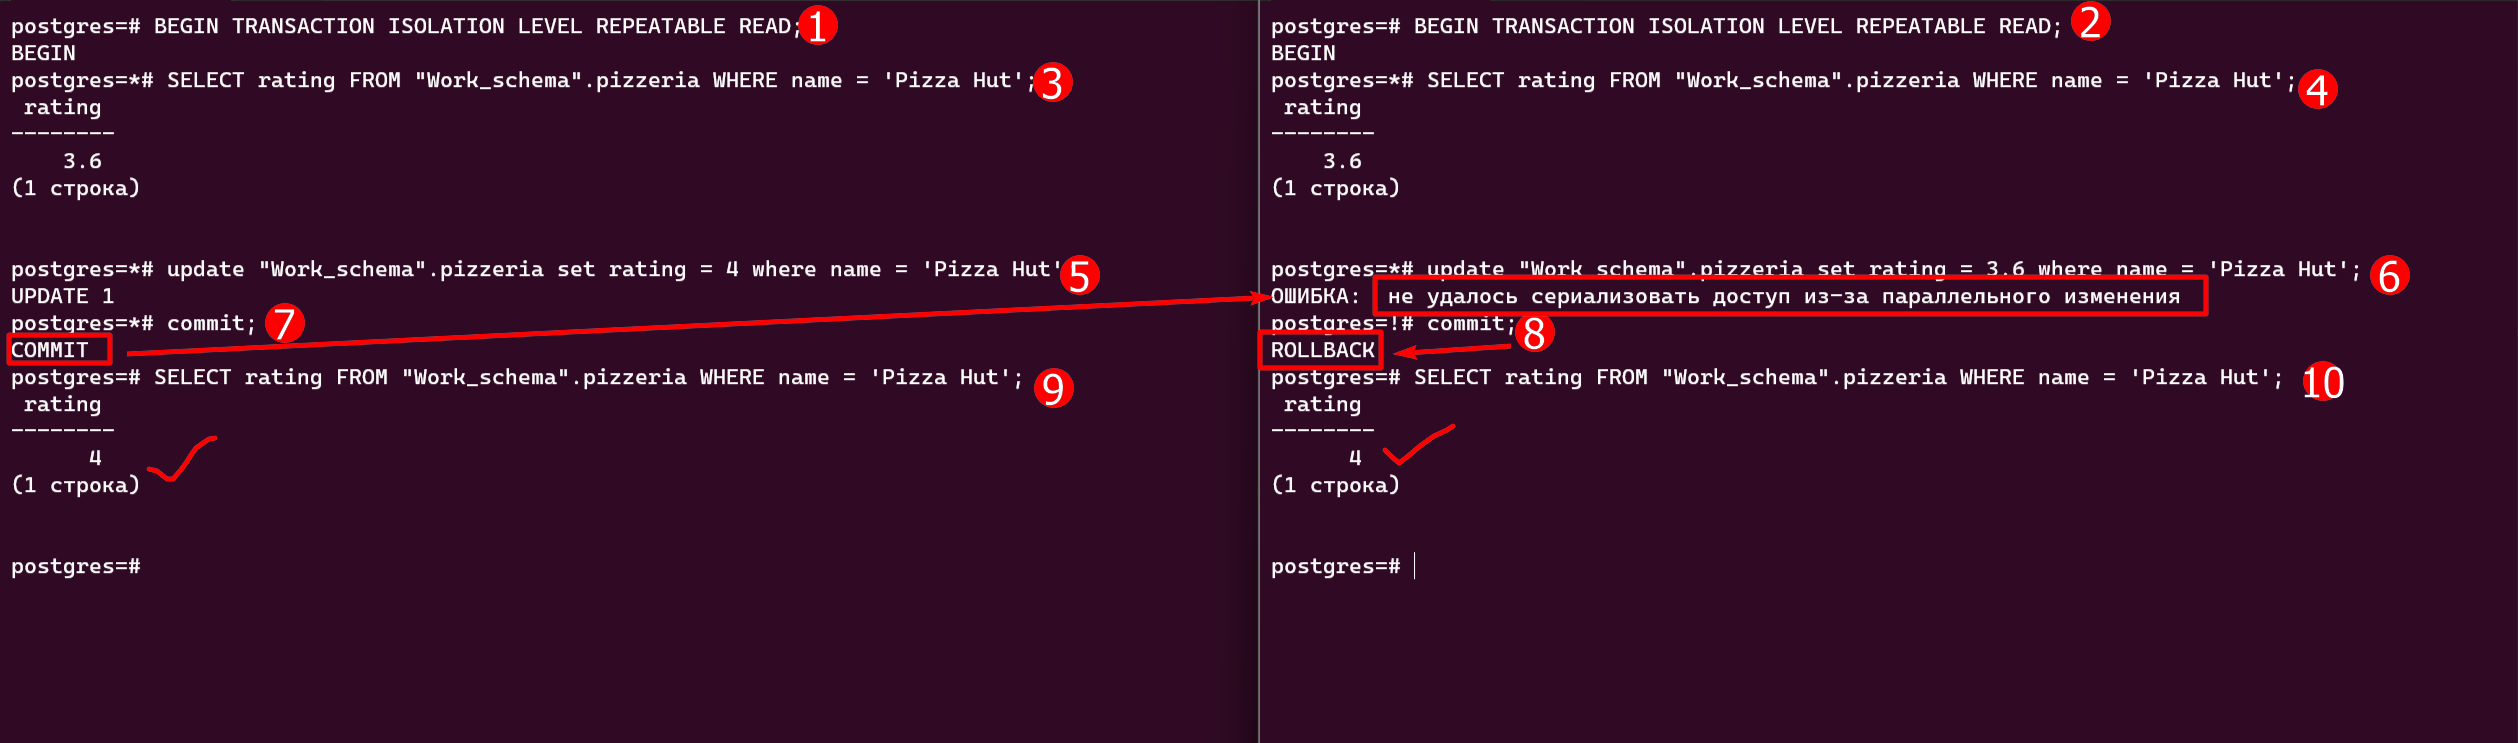 postgres=# BEGIN TRANSACTION ISOLATION LEVEL REPEATABLE READ; 1
BEGIN
postgres=*# SELECT rating FROM "Work_schema".pizzeria WHERE name = 'Pizza Hut'; 3
rating
--------
3.6
(1 строка)
postgres=*# update "Work_schema".pizzeria set rating = 4 where name = 'Pizza Hut' 5
UPDATE 1
postgres=*# commit; 7
COMMIT
postgres=# SELECT rating FROM "Work_schema".pizzeria WHERE name = 'Pizza Hut'; 9
rating
--------
4
(1 строка)
postgres=#
postgres=# BEGIN TRANSACTION ISOLATION LEVEL REPEATABLE READ; 2
BEGIN
postgres=*# SELECT rating FROM "Work_schema".pizzeria WHERE name = 'Pizza Hut'; 4
rating
--------
3.6
(1 строка)
postgres=*# update "Work_schema".pizzeria set rating = 3.6 where name = 'Pizza Hut'; 6
ОШИБКА: не удалось сериализовать доступ из-за параллельного изменения
postgres=!# commit; 8
ROLLBACK
postgres=# SELECT rating FROM "Work_schema".pizzeria WHERE name = 'Pizza Hut'; 10
rating
--------
4
(1 строка)
postgres=#